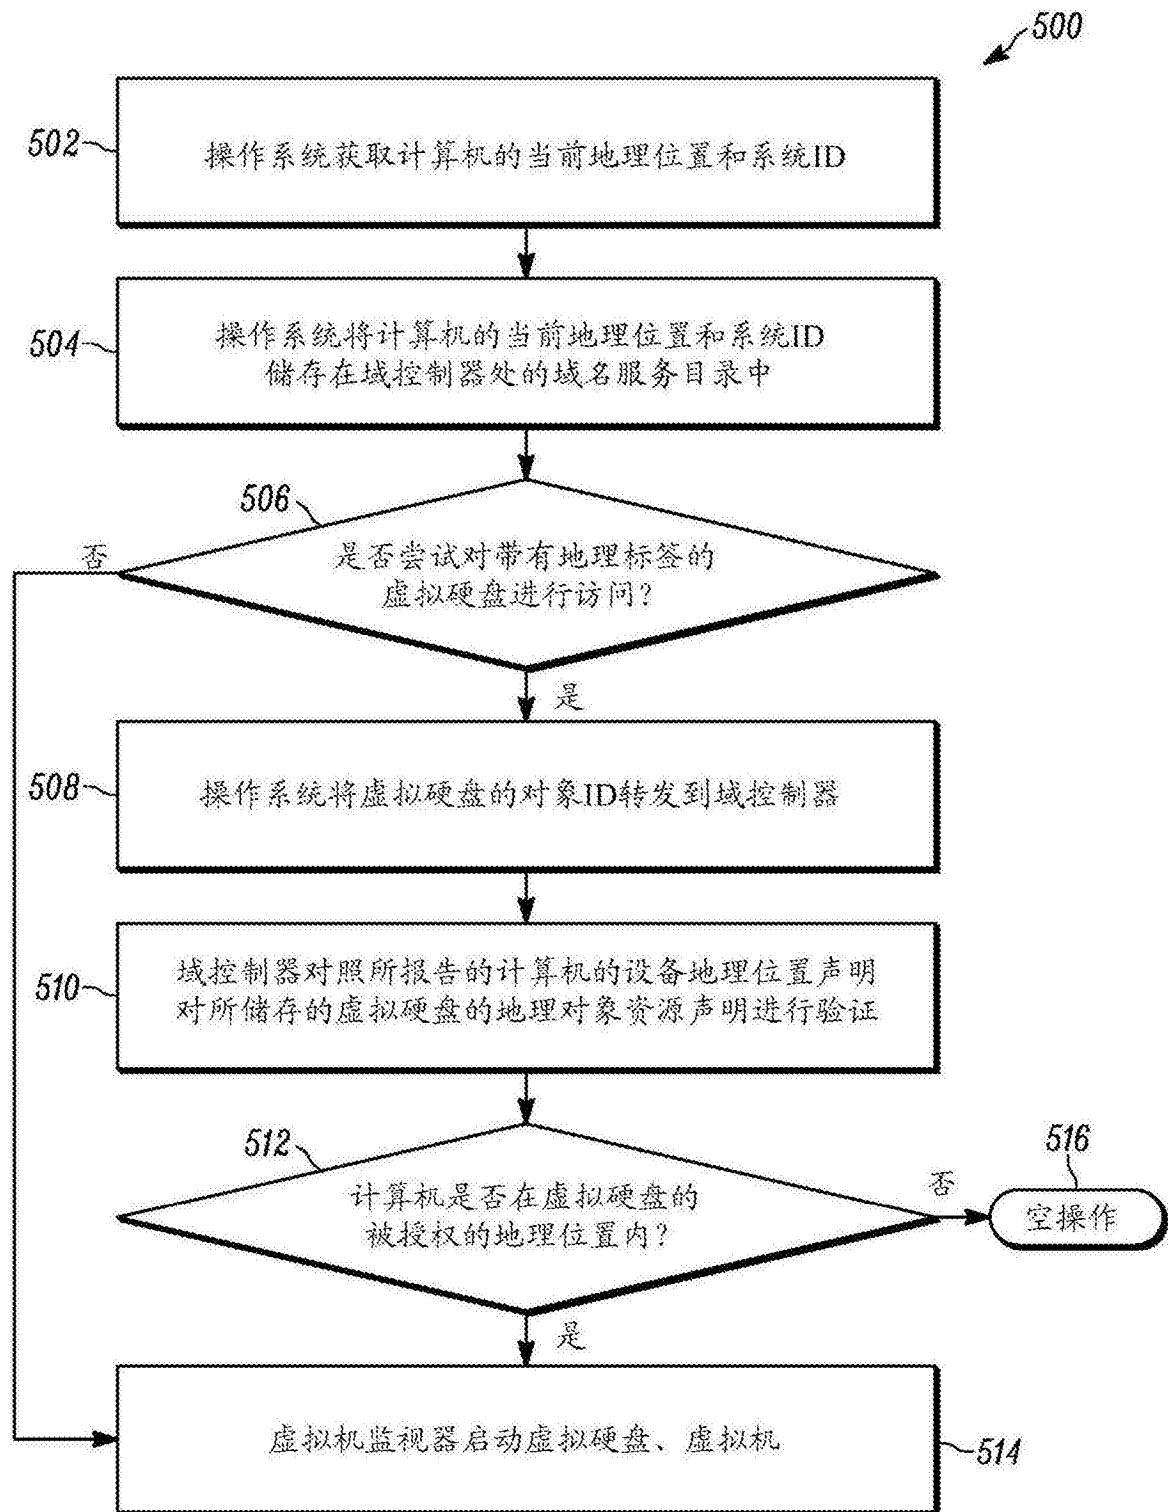 500
502
操作系统获取计算机的当前地理位置和系统ID
504
操作系统将计算机的当前地理位置和系统ID
储存在域控制器处的域名服务目录中
506
否
是否尝试对带有地理标签的
虚拟硬盘进行访问?
是
508
操作系统将虚拟硬盘的对象ID转发到域控制器
510
域控制器对照所报告的计算机的设备地理位置声明
对所储存的虚拟硬盘的地理对象资源声明进行验证
512
计算机是否在虚拟硬盘的
被授权的地理位置内?
否
516
空操作
是
虚拟机监视器启动虚拟硬盘、虚拟机
514